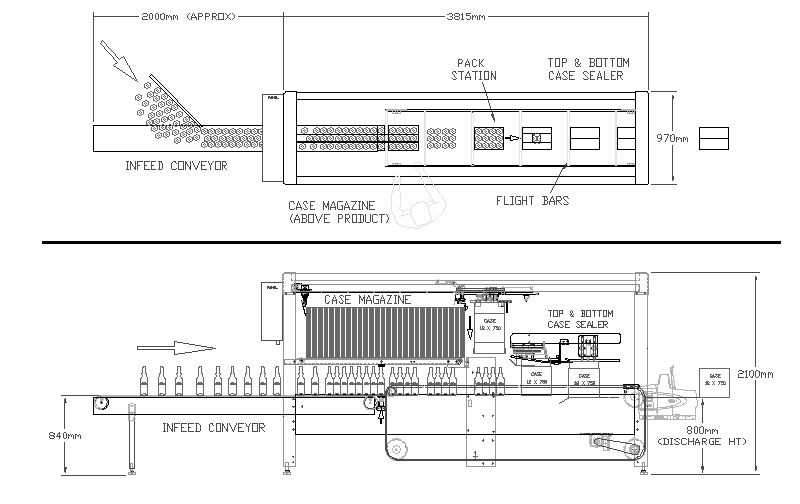 2000mm (APPROX)
3815mm
PACK
STATION
TOP & BOTTOM
CASE SEALER
970mm
INFEED CONVEYOR
CASE MAGAZINE
(ABOVE PRODUCT)
FLIGHT BARS
CASE MAGAZINE
CASE
12 X 750
TOP & BOTTOM
CASE SEALER
2100mm
CASE
12 X 750
CASE
12 X 750
CASE
12 X 750
840mm
INFEED CONVEYOR
800mm
(DISCHARGE HT)